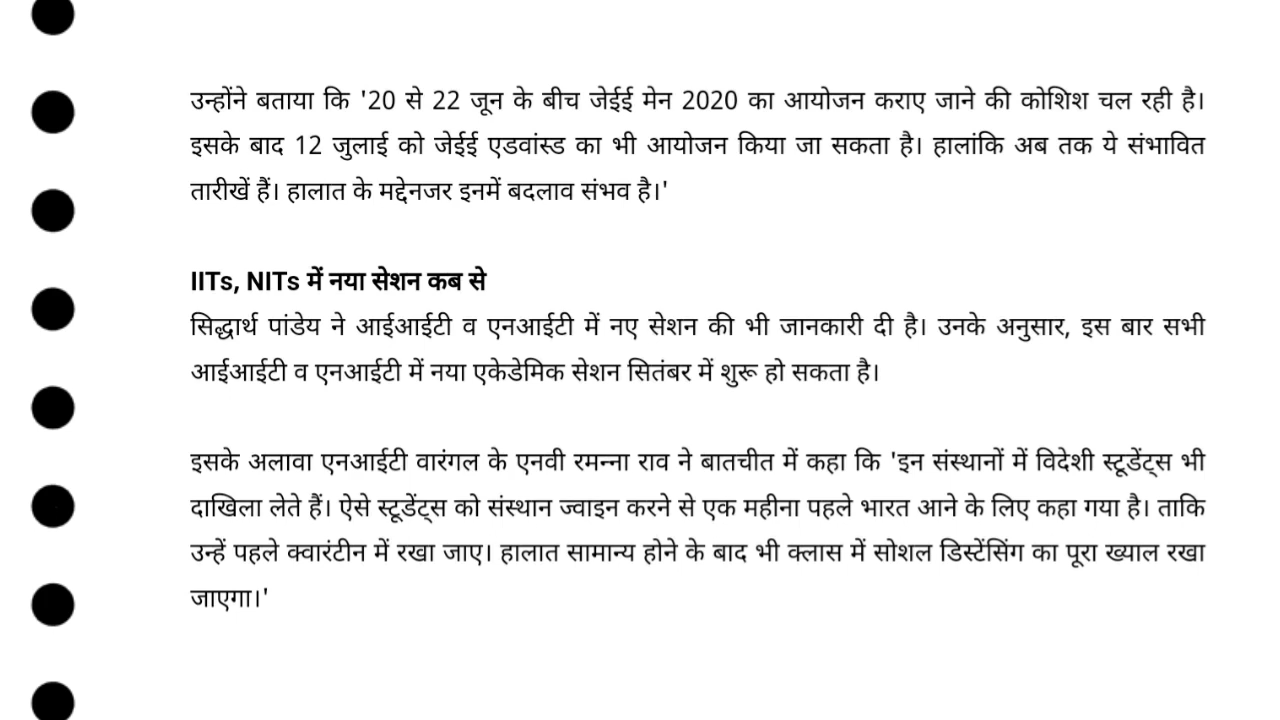 उन्होंने बताया कि '20 से 22 जून के बीच जेईई मेन 2020 का आयोजन कराए जाने की कोशिश चल रही है।
इसके बाद 12 जुलाई को जेईई एडवांस्ड का भी आयोजन किया जा सकता है। हालांकि अब तक ये संभावित
तारीखें हैं। हालात के मद्देनजर इनमें बदलाव संभव है।'
IITs, NITs में नया सेशन कब से
सिद्धार्थ पांडेय ने आईआईटी व एनआईटी में नए सेशन की भी जानकारी दी है। उनके अनुसार, इस बार सभी
आईआईटी व एनआईटी में नया एकेडेमिक सेशन सितंबर में शुरू हो सकता है।
इसके अलावा एनआईटी वारंगल के एनवी रमन्ना राव ने बातचीत में कहा कि 'इन संस्थानों में विदेशी स्टूडेंट्स भी
दाखिला लेते हैं। ऐसे स्टूडेंट्स को संस्थान ज्वाइन करने से एक महीना पहले भारत आने के लिए कहा गया है। ताकि
उन्हें पहले क्वारंटीन में रखा जाए। हालात सामान्य होने के बाद भी क्लास में सोशल डिस्टेंसिंग का पूरा ख्याल रखा
जाएगा।'